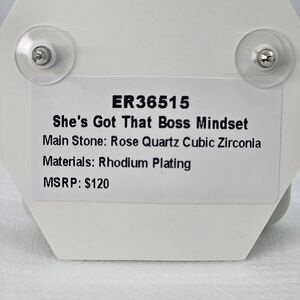 ER36515
She's Got That Boss Mindset
Main Stone: Rose Quartz Cubic Zirconia
Materials: Rhodium Plating
MSRP: $120